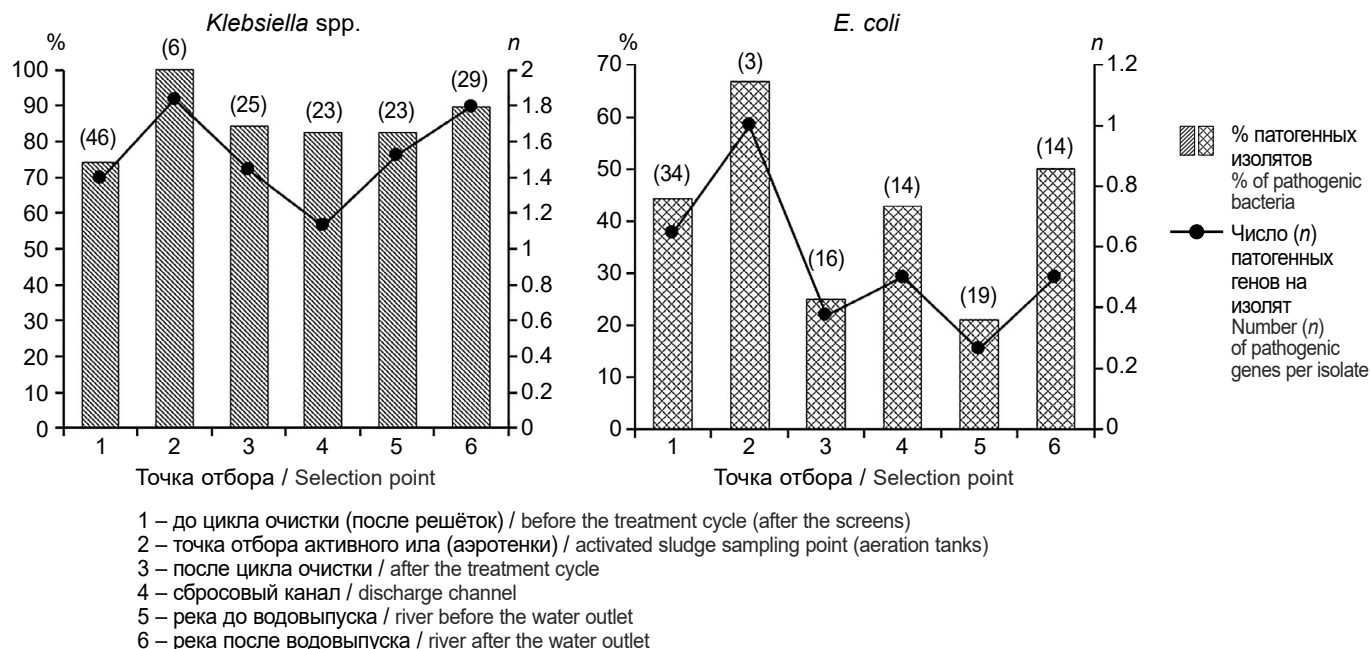 Klebsiella spp.
%
n
(46)
(6)
(25)
(23)
(23)
(29)
100
90
80
70
60
50
40
30
20
10
0
2
1.8
1.6
1.4
1.2
1
0.8
0.6
0.4
0.2
0
1 2 3 4 5 6
Точка отбора / Selection point
E. coli
%
n
(34)
(3)
(16)
(14)
(19)
(14)
70
60
50
40
30
20
10
0
1.2
1
0.8
0.6
0.4
0.2
0
1 2 3 4 5 6
Точка отбора / Selection point
% патогенных
изолятов
% of pathogenic
bacteria
Число (n)
патогенных
генов на
изолят
Number (n)
of pathogenic
genes per isolate
1 – до цикла очистки (после решёток) / before the treatment cycle (after the screens)
2 – точка отбора активного ила (аэротенки) / activated sludge sampling point (aeration tanks)
3 – после цикла очистки / after the treatment cycle
4 – сбросовый канал / discharge channel
5 – река до водовыпуска / river before the water outlet
6 – река после водовыпуска / river after the water outlet